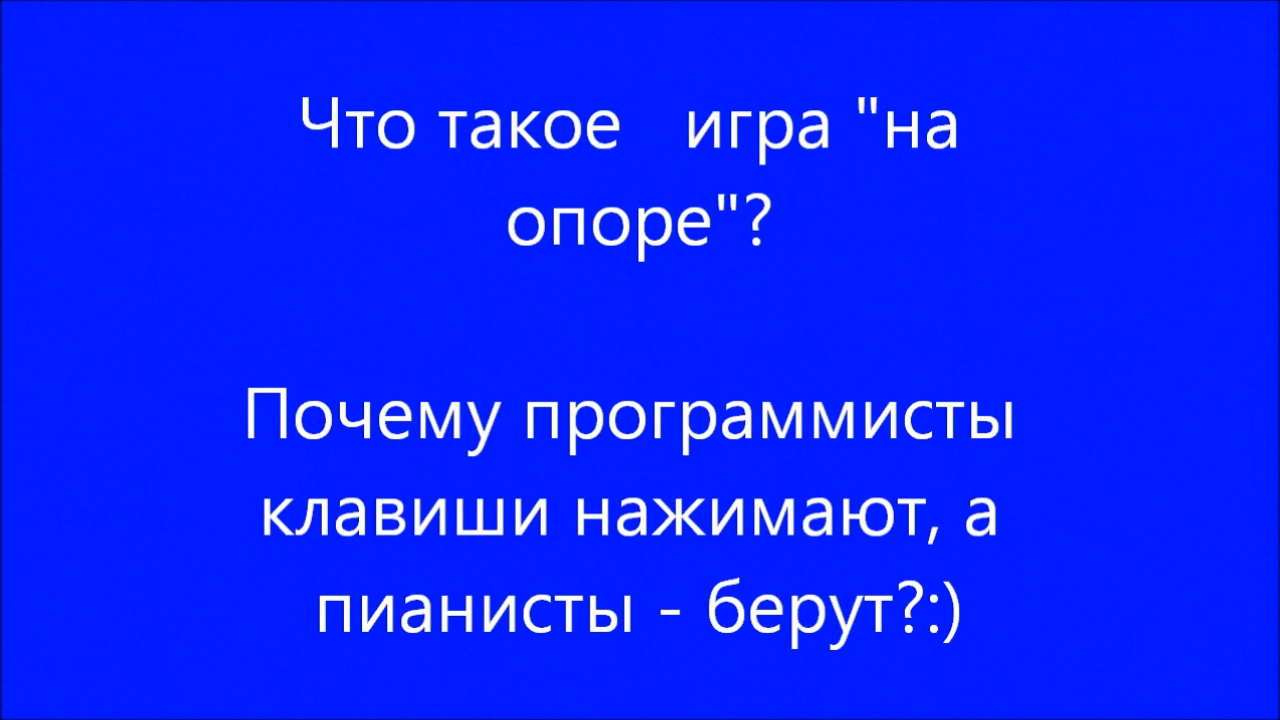 Что такое   игра "на
опоре"?
Почему программисты
клавиши нажимают, а
пианисты - берут?:)